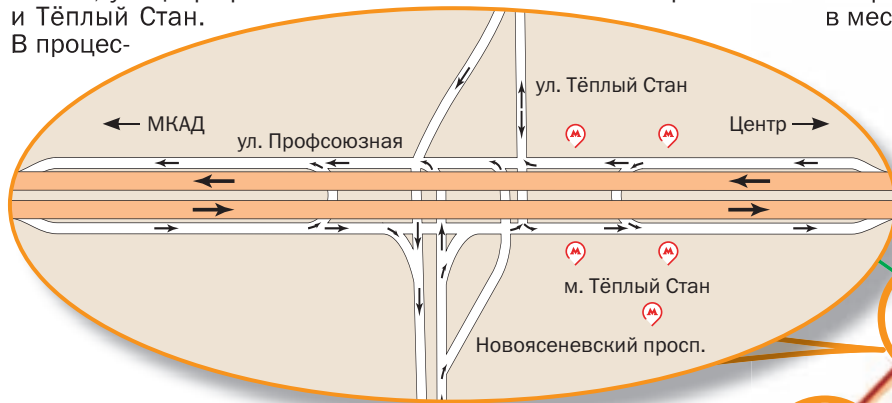 и Тёплый Стан.
В процес-
в мес
ул. Тёплый Стан
МКАД
ул. Профсоюзная
Центр
м. Тёплый Стан
Новоясеневский просп.